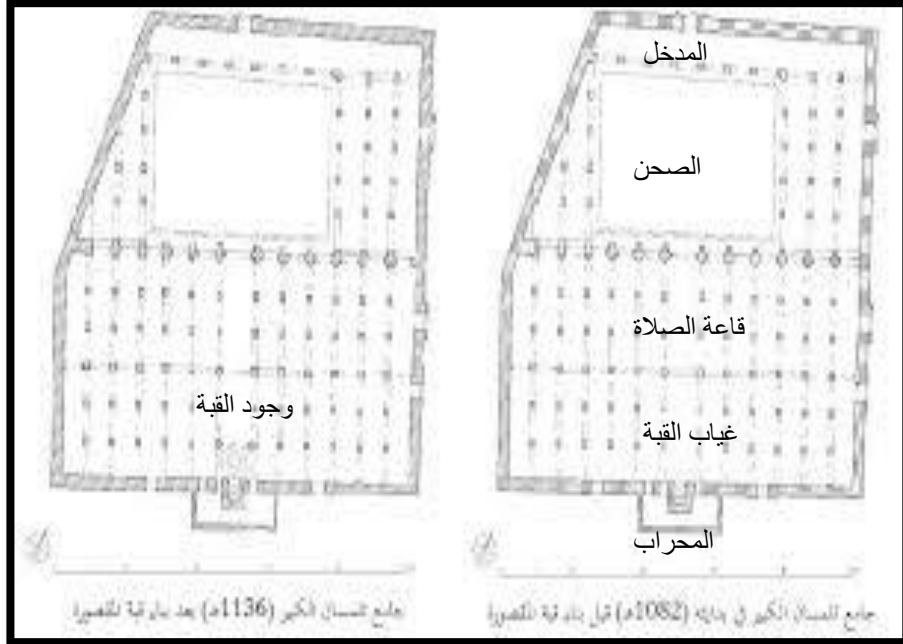 المدخل
الصحن
قاعة الصلاة
غياب القبة
المحراب
جامع تلمسان الكبير في بدايته (1082م) قبل بناء قبة المقصورة
وجود القبة
جامع تلمسان الكبير (1136م) بعد بناء قبة المقصورة